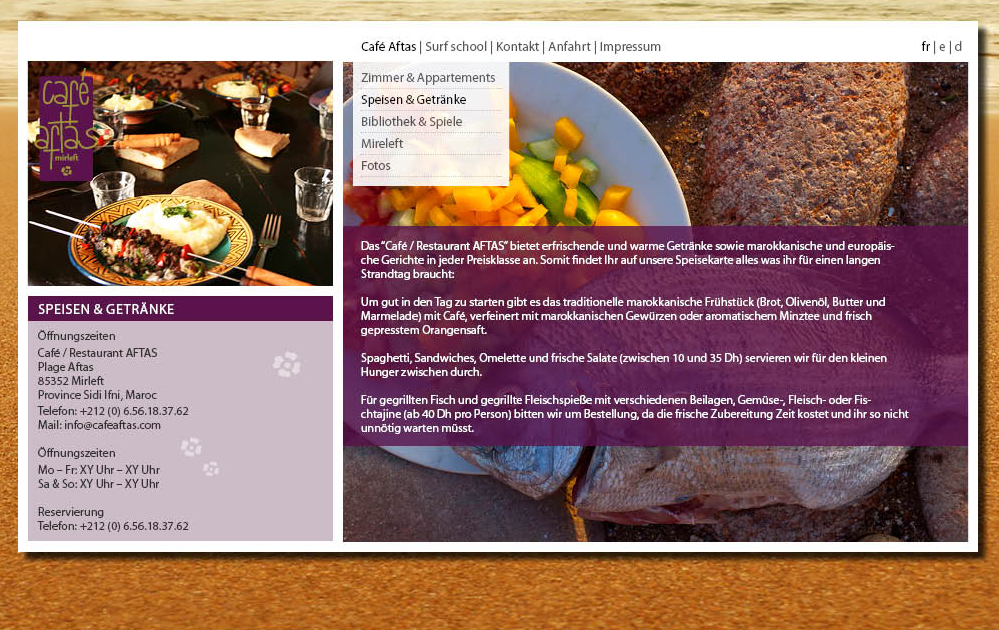 Café Aftas | Surf school | Kontakt | Anfahrt | Impressum
fr | e | d
café
aftas
mirleft
Zimmer & Appartements
Speisen & Getränke
Bibliothek & Spiele
Mireleft
Fotos
Das “Café / Restaurant AFTAS” bietet erfrischende und warme Getränke sowie marokkanische und europäis-
che Gerichte in jeder Preisklasse an. Somit findet Ihr auf unsere Speisekarte alles was ihr für einen langen
Strandtag braucht:
Um gut in den Tag zu starten gibt es das traditionelle marokkanische Frühstück (Brot, Olivenöl, Butter und
Marmelade) mit Café, verfeinert mit marokkanischen Gewürzen oder aromatischem Minztee und frisch
gepresstem Orangensaft.
Spaghetti, Sandwiches, Omelette und frische Salate (zwischen 10 und 35 Dh) servieren wir für den kleinen
Hunger zwischen durch.
Für gegrillten Fisch und gegrillte Fleischspieße mit verschiedenen Beilagen, Gemüse-, Fleisch- oder Fis-
chtajine (ab 40 Dh pro Person) bitten wir um Bestellung, da die frische Zubereitung Zeit kostet und ihr so nicht
unnötig warten müsst.
SPEISEN & GETRÄNKE
Öffnungszeiten
Café / Restaurant AFTAS
Plage Aftas
85352 Mirleft
Province Sidi Ifni, Maroc
Telefon: +212 (0) 6.56.18.37.62
Mail: info@cafeaftas.com
Öffnungszeiten
Mo – Fr: XY Uhr – XY Uhr
Sa & So: XY Uhr – XY Uhr
Reservierung
Telefon: +212 (0) 6.56.18.37.62